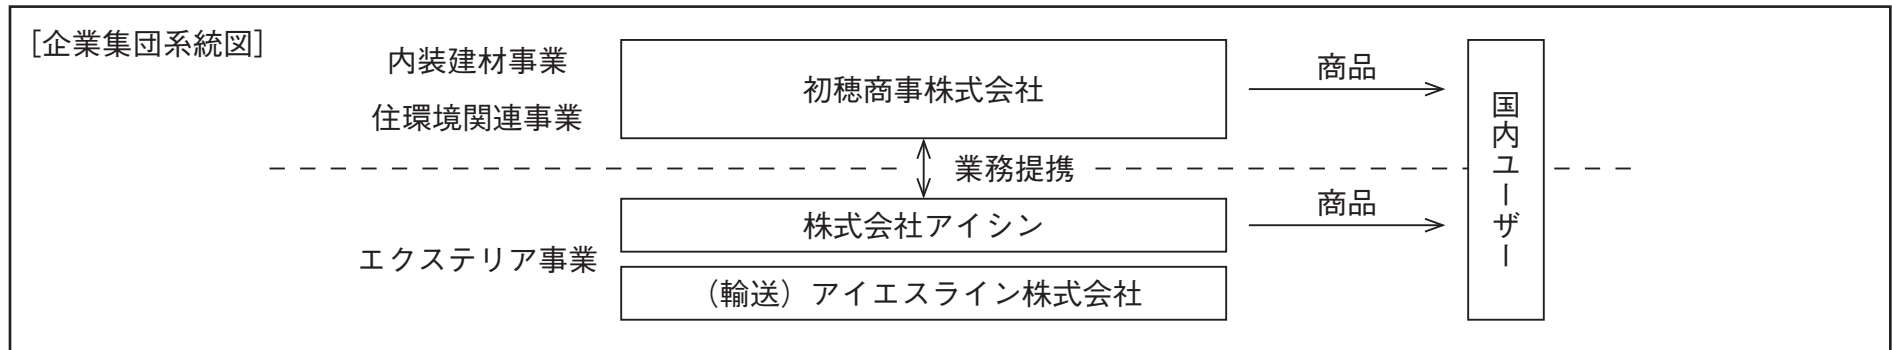 ［企業集団系統図］
内装建材事業
住環境関連事業
初穂商事株式会社
商品
業務提携
エクステリア事業
株式会社アイシン
（輸送）アイエスライン株式会社
商品
国内ユーザー